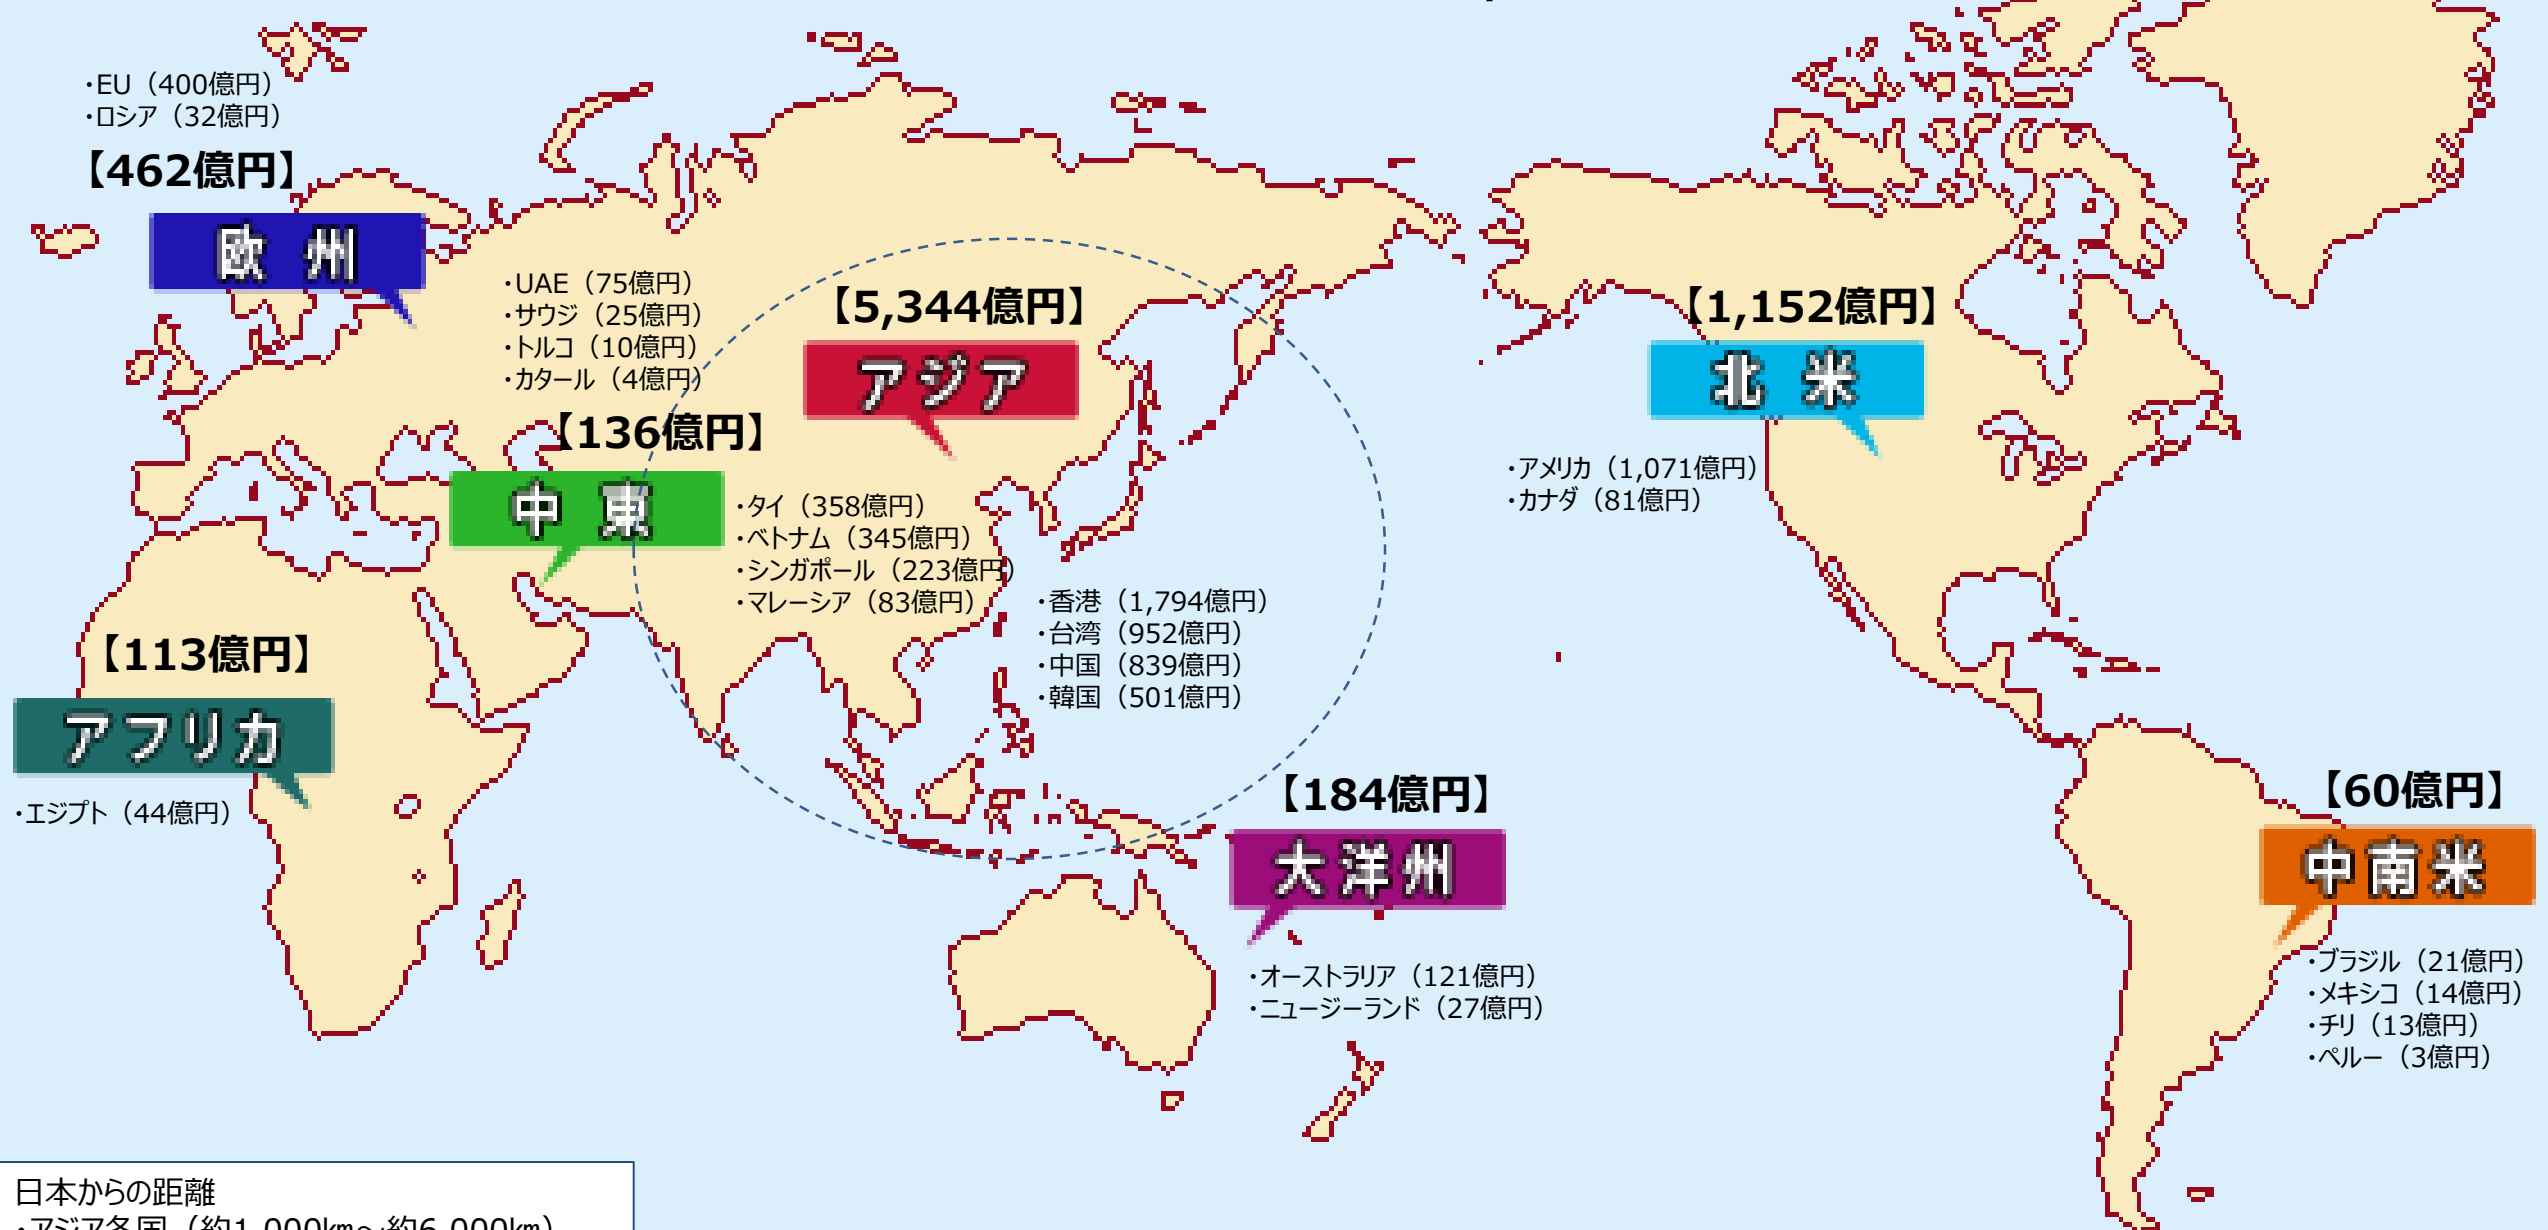 ・EU（400億円）
・ロシア（32億円）
【462億円】
欧州
・UAE（75億円）
・サウジ（25億円）
・トルコ（10億円）
・カタール（4億円）
【136億円】
中東
【5,344億円】
アジア
・タイ（358億円）
・ベトナム（345億円）
・シンガポール（223億円）
・マレーシア（83億円）
・香港（1,794億円）
・台湾（952億円）
・中国（839億円）
・韓国（501億円）
【1,152億円】
北米
・アメリカ（1,071億円）
・カナダ（81億円）
【113億円】
アフリカ
・エジプト（44億円）
【184億円】
大洋州
・オーストラリア（121億円）
・ニュージーランド（27億円）
【60億円】
中南米
・ブラジル（21億円）
・メキシコ（14億円）
・チリ（13億円）
・ペルー（3億円）
日本からの距離
・アジア各国（約1,000㎞～約6,000㎞）